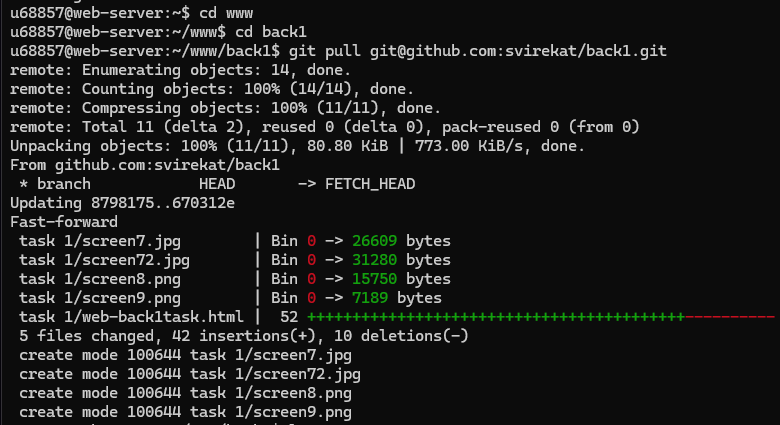 u68857@web-server:~$ cd www
u68857@web-server:~/www$ cd back1
u68857@web-server:~/www/back1$ git pull git@github.com:svirekat/back1.git
remote: Enumerating objects: 14, done.
remote: Counting objects: 100% (14/14), done.
remote: Compressing objects: 100% (11/11), done.
remote: Total 11 (delta 2), reused 0 (delta 0), pack-reused 0 (from 0)
Unpacking objects: 100% (11/11), 80.80 KiB | 773.00 KiB/s, done.
From github.com:svirekat/back1
 * branch            HEAD       -> FETCH_HEAD
Updating 8798175..670312e
Fast-forward
 task 1/screen7.jpg        | Bin 0 -> 26609 bytes
 task 1/screen72.jpg       | Bin 0 -> 31280 bytes
 task 1/screen8.png        | Bin 0 -> 15750 bytes
 task 1/screen9.png        | Bin 0 -> 7189 bytes
 task 1/web-back1task.html |  52 ++++++++++++++++++++++++++++++++++++++++++----------
 5 files changed, 42 insertions(+), 10 deletions(-)
 create mode 100644 task 1/screen7.jpg
 create mode 100644 task 1/screen72.jpg
 create mode 100644 task 1/screen8.png
 create mode 100644 task 1/screen9.png